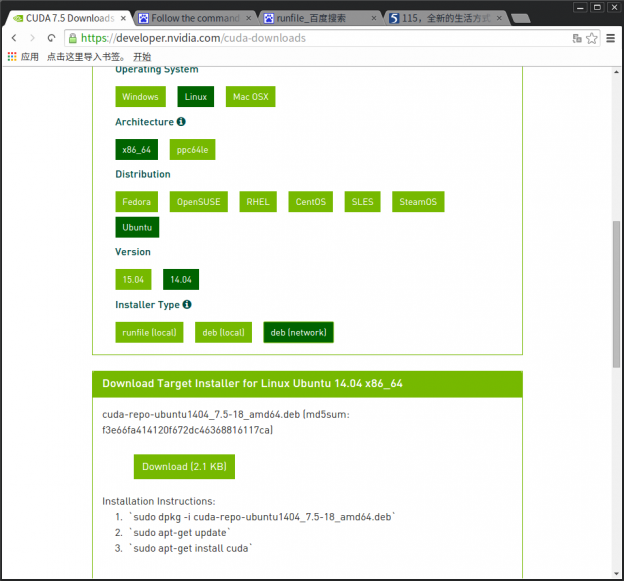 CUDA 7.5 Downloads
Follow the command
runfile_百度搜索
115，全新的生活方式
https://developer.nvidia.com/cuda-downloads
应用 点击这里导入书签。 开始
Operating System
Windows Linux Mac OSX
Architecture
x86_64 ppc64le
Distribution
Fedora OpenSUSE RHEL CentOS SLES SteamOS
Ubuntu
Version
15.04 14.04
Installer Type
runfile (local) deb (local) deb (network)
Download Target Installer for Linux Ubuntu 14.04 x86_64
cuda-repo-ubuntu1404_7.5-18_amd64.deb (md5sum:
f3e66fa414120f672dc46368816117ca)
Download (2.1 KB)
Installation Instructions:
1. `sudo dpkg -i cuda-repo-ubuntu1404_7.5-18_amd64.deb`
2. `sudo apt-get update`
3. `sudo apt-get install cuda`